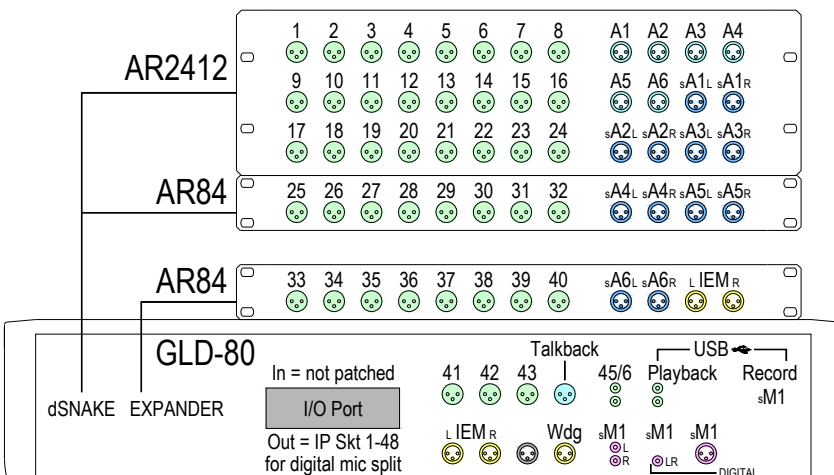 1 2 3 4 5 6 7 8 A1 A2 A3 A4
AR2412
9 10 11 12 13 14 15 16 A5 A6 sA1L sA1R
17 18 19 20 21 22 23 24 sA2L sA2R sA3L sA3R
AR84
25 26 27 28 29 30 31 32 sA4L sA4R sA5L sA5R
AR84
33 34 35 36 37 38 39 40 sA6L sA6R L IEM R
GLD-80
Talkback
USB
In = not patched
41 42 43
45/6
Playback
Record
sM1
dSNAKE EXPANDER
I/O Port
Out = IP Skt 1-48
for digital mic split
L IEM R
Wdg
sM1
L
R
sM1
LR
sM1
DIGITAL